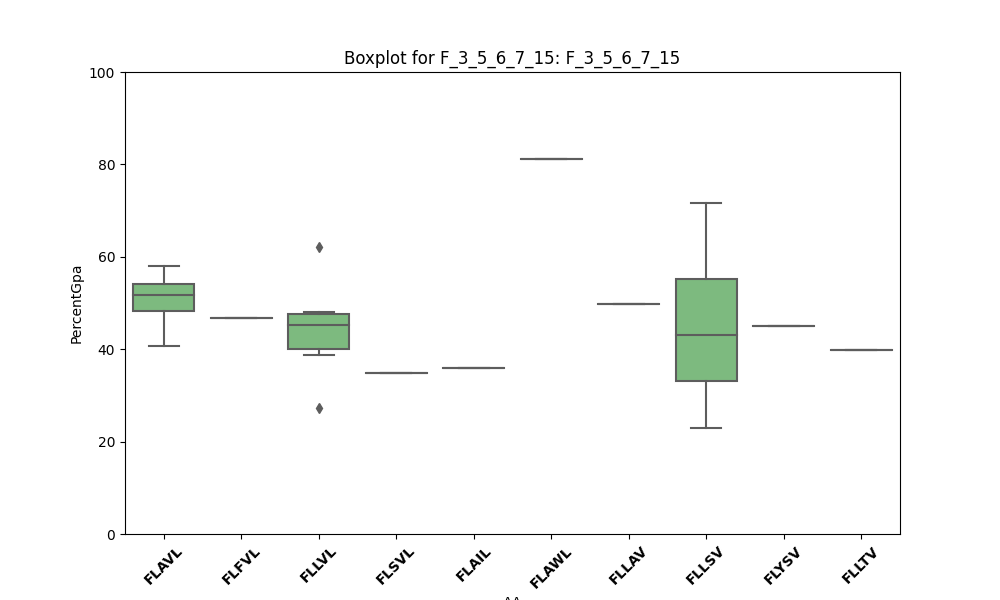 Boxplot for F_3_5_6_7_15: F_3_5_6_7_15
PercentGpa
100
80
60
40
20
0
FLAVL FLFVL FLLVL FLSVL FLAIL FLAWL FLLAV FLLSV FLYSV FLLTV